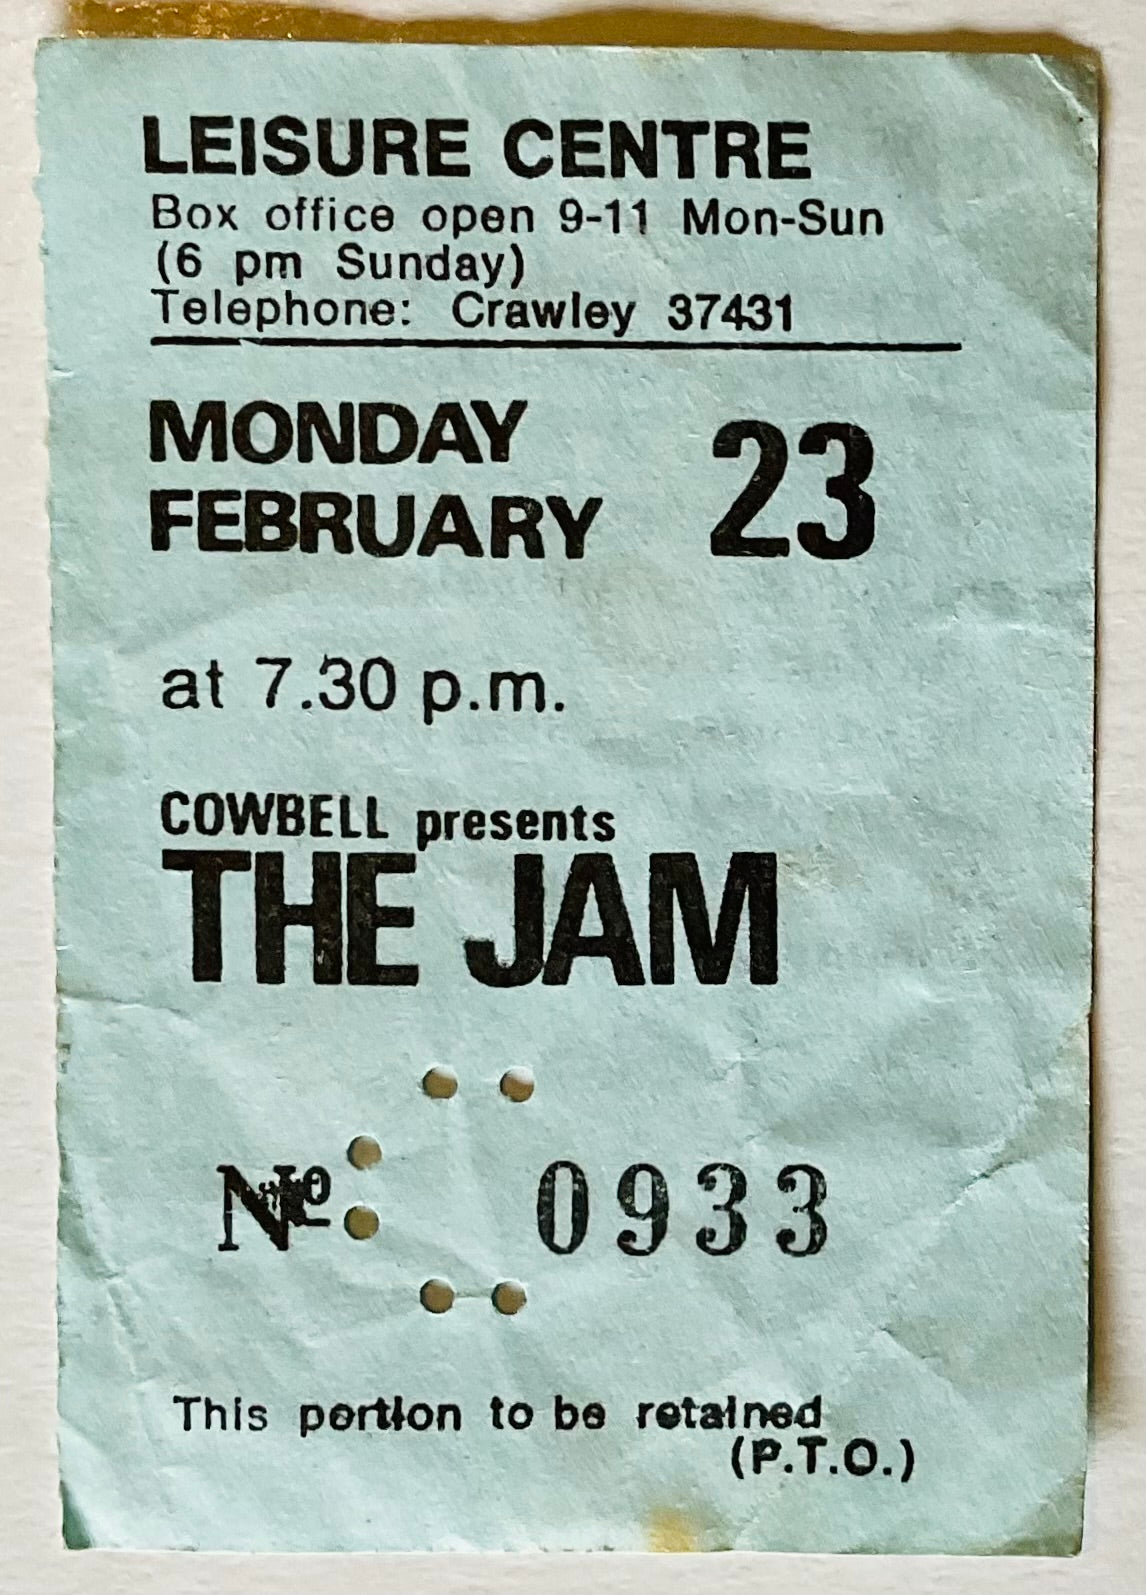 LEISURE CENTRE
Box office open 9-11 Mon-Sun
(6 pm Sunday)
Telephone: Crawley 37431
MONDAY
FEBRUARY 23
at 7.30 p.m.
COWBELL presents
THE JAM
Nº 0933
This portion to be retained
(P.T.O.)